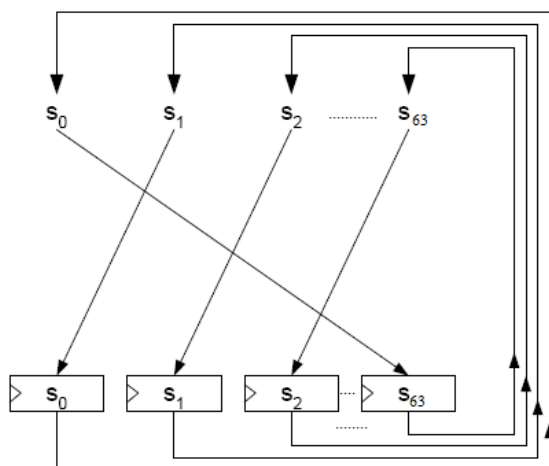 s0 s1 s2 ......... s63
s0 s1 s2 .... s63
......